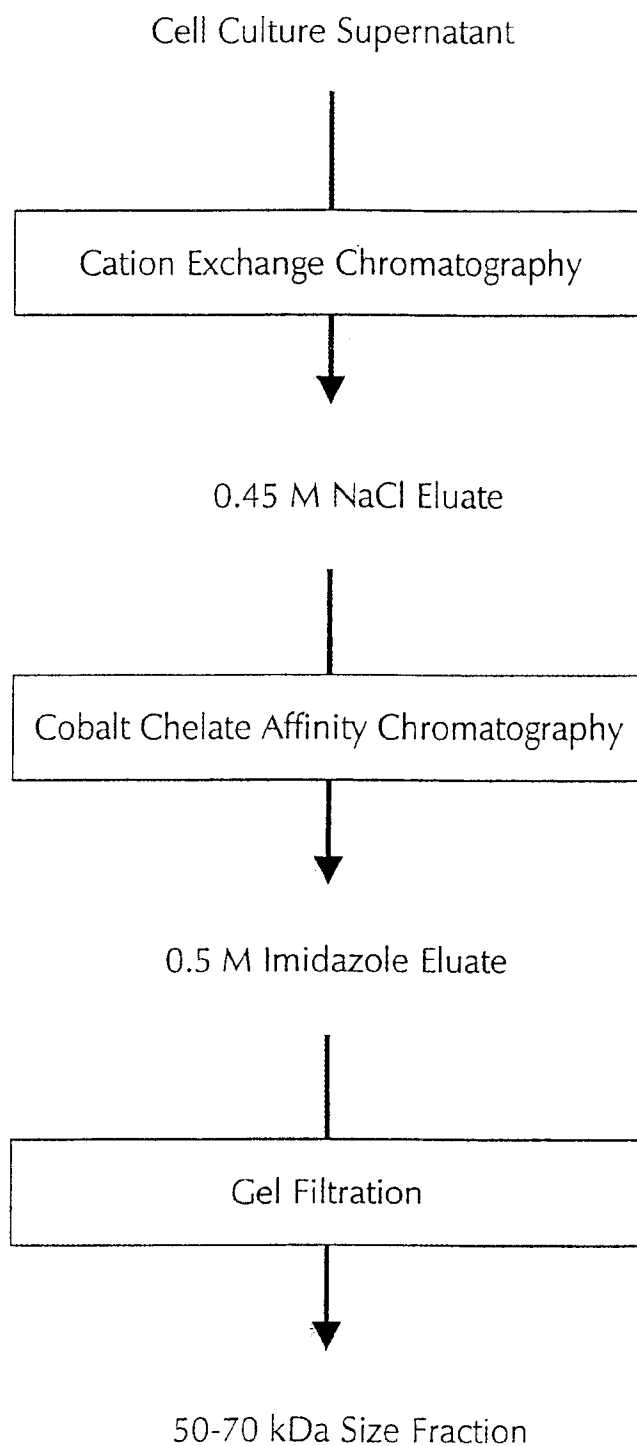 Cell Culture Supernatant
Cation Exchange Chromatography
0.45 M NaCl Eluate
Cobalt Chelate Affinity Chromatography
0.5 M Imidazole Eluate
Gel Filtration
50-70 kDa Size Fraction